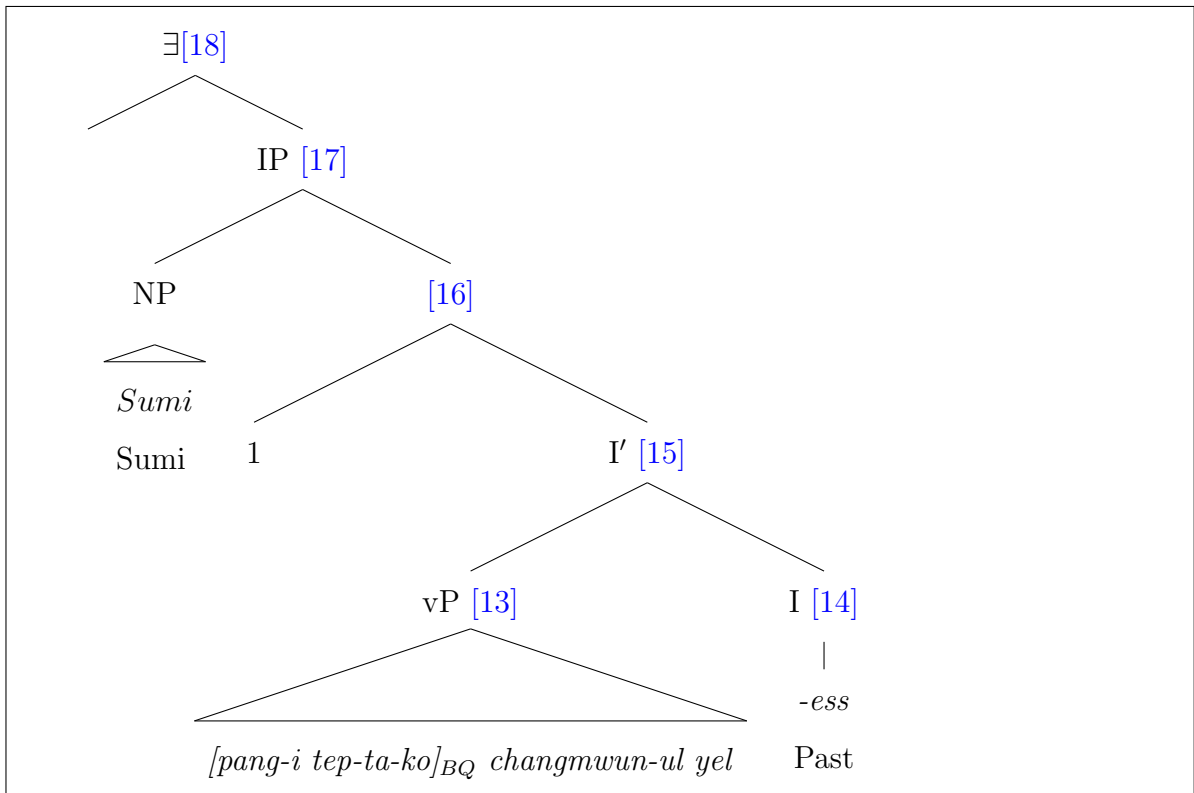 ∃[18]
IP [17]
NP [16]
Sumi
Sumi 1 I′ [15]
vP [13] I [14]
-ess
[pang-i tep-ta-ko]BQ changmwun-ul yel Past